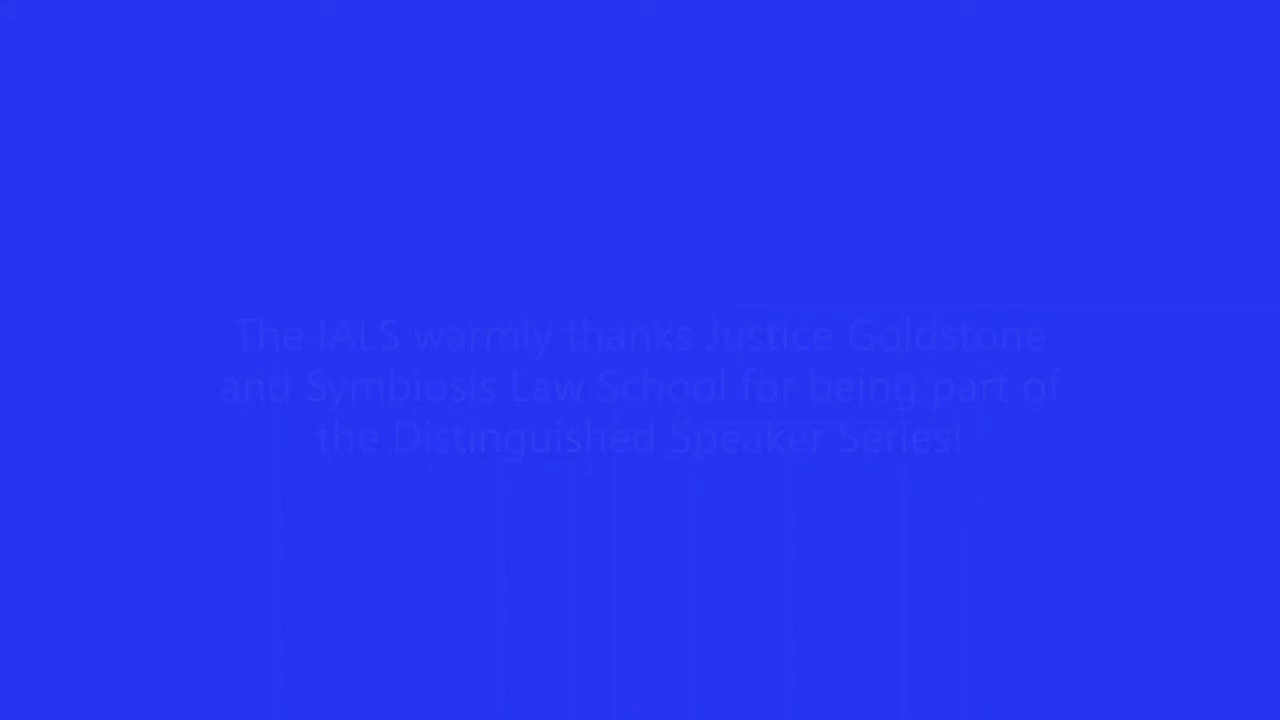 The IALS warmly thanks Justice Goldstone
and Symbiosis Law School for being part of
the Distinguished Speaker Series!